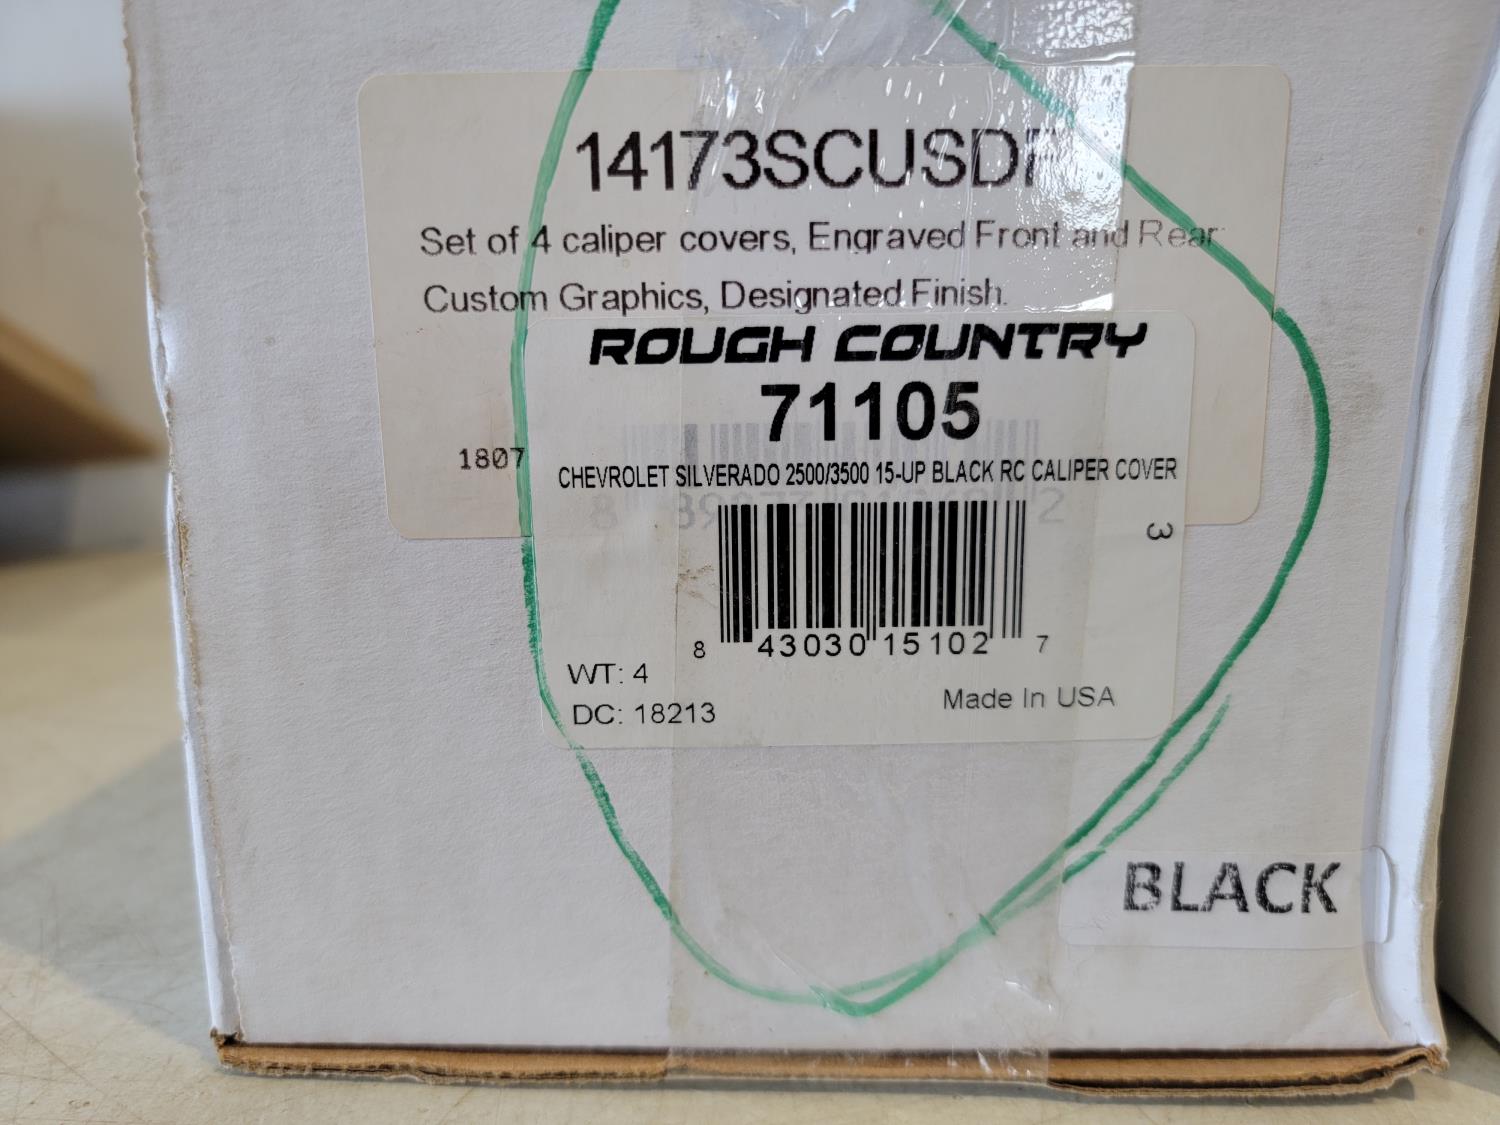 14173SCUSDF
Set of 4 caliper covers, Engraved Front and Rear
Custom Graphics, Designated Finish.
ROUGH COUNTRY
71105
1807
CHEVROLET SILVERADO 2500/3500 15-UP BLACK RC CALIPER COVER
3
8 43030 15102 7
WT: 4
DC: 18213
Made In USA
BLACK